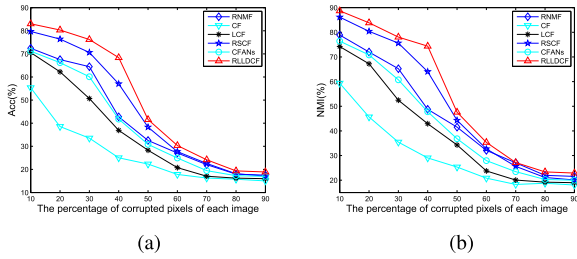 90
80
70
60
50
40
30
20
10
Acc(%)
10 20 30 40 50 60 70 80 90
The percentage of corrupted pixels of each image
RNMF
CF
LCF
RSCF
CFANs
RLLDCF
(a)
90
80
70
60
50
40
30
20
NMI(%)
10 20 30 40 50 60 70 80 90
The percentage of corrupted pixels of each image
RNMF
CF
LCF
RSCF
CFANs
RLLDCF
(b)